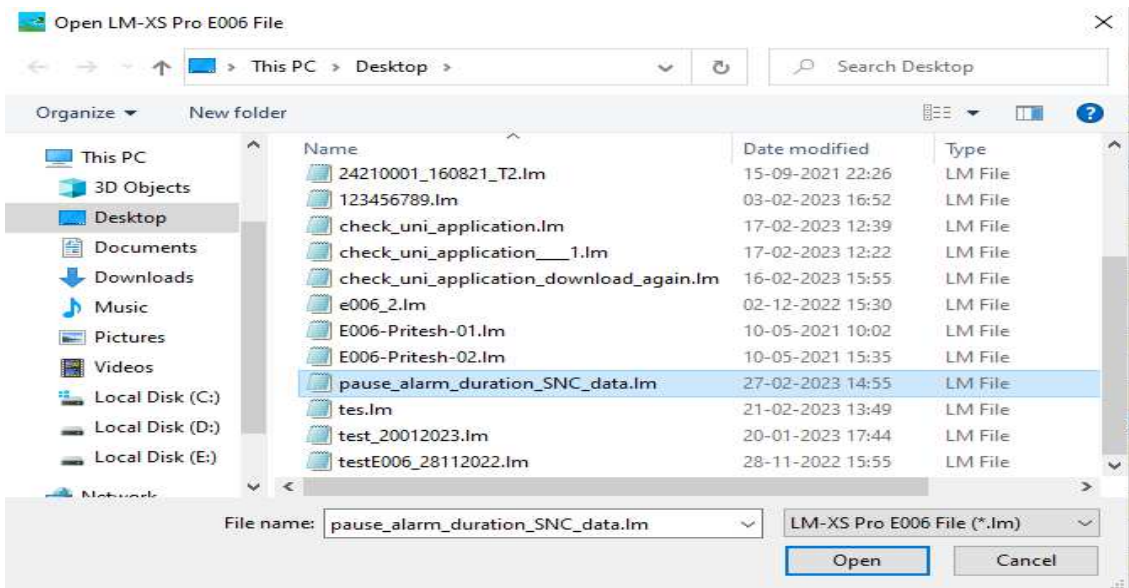 Open LM-XS Pro E006 File
This PC > Desktop >
Search Desktop
Organize
New folder
This PC
3D Objects
Desktop
Documents
Downloads
Music
Pictures
Videos
Local Disk (C:)
Local Disk (D:)
Local Disk (E:)
Network
Name Date modified Type
24210001_160821_T2.lm 15-09-2021 22:26 LM File
123456789.lm 03-02-2023 16:52 LM File
check_uni_application.lm 17-02-2023 12:39 LM File
check_uni_application___1.lm 17-02-2023 12:22 LM File
check_uni_application_download_again.lm 16-02-2023 15:55 LM File
e006_2.lm 02-12-2022 15:30 LM File
E006-Pritesh-01.lm 10-05-2021 10:02 LM File
E006-Pritesh-02.lm 10-05-2021 15:35 LM File
pause_alarm_duration_SNC_data.lm 27-02-2023 14:55 LM File
tes.lm 21-02-2023 13:49 LM File
test_20012023.lm 20-01-2023 17:44 LM File
testE006_28112022.lm 28-11-2022 15:55 LM File
File name: pause_alarm_duration_SNC_data.lm
LM-XS Pro E006 File (*.lm)
Open
Cancel